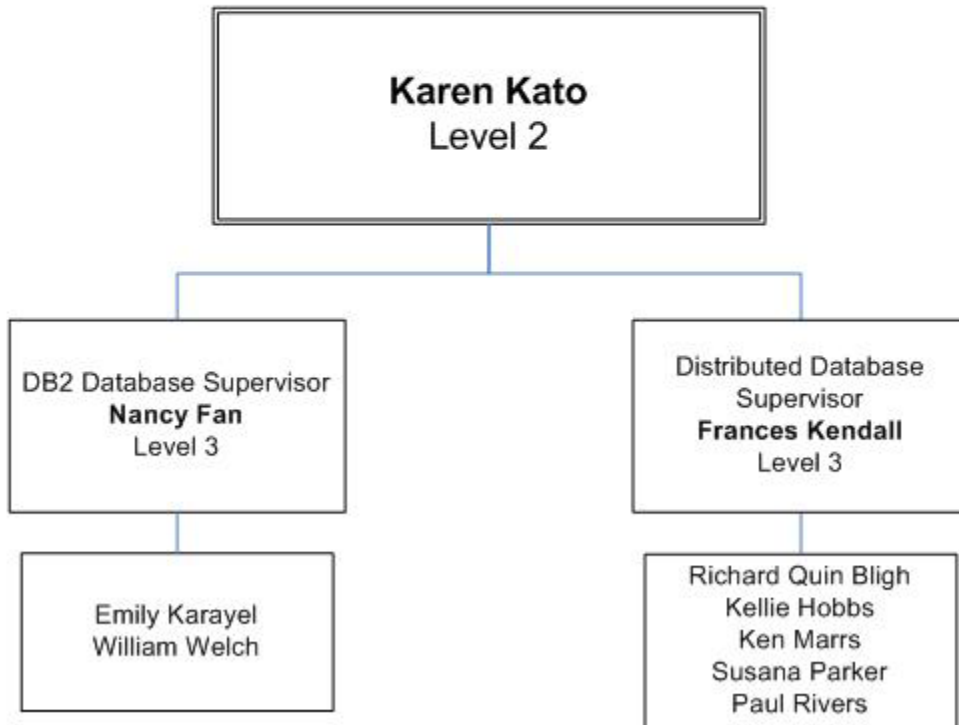 Karen Kato
Level 2
DB2 Database Supervisor
Nancy Fan
Level 3
Distributed Database
Supervisor
Frances Kendall
Level 3
Emily Karayel
William Welch
Richard Quin Bligh
Kellie Hobbs
Ken Marrs
Susana Parker
Paul Rivers